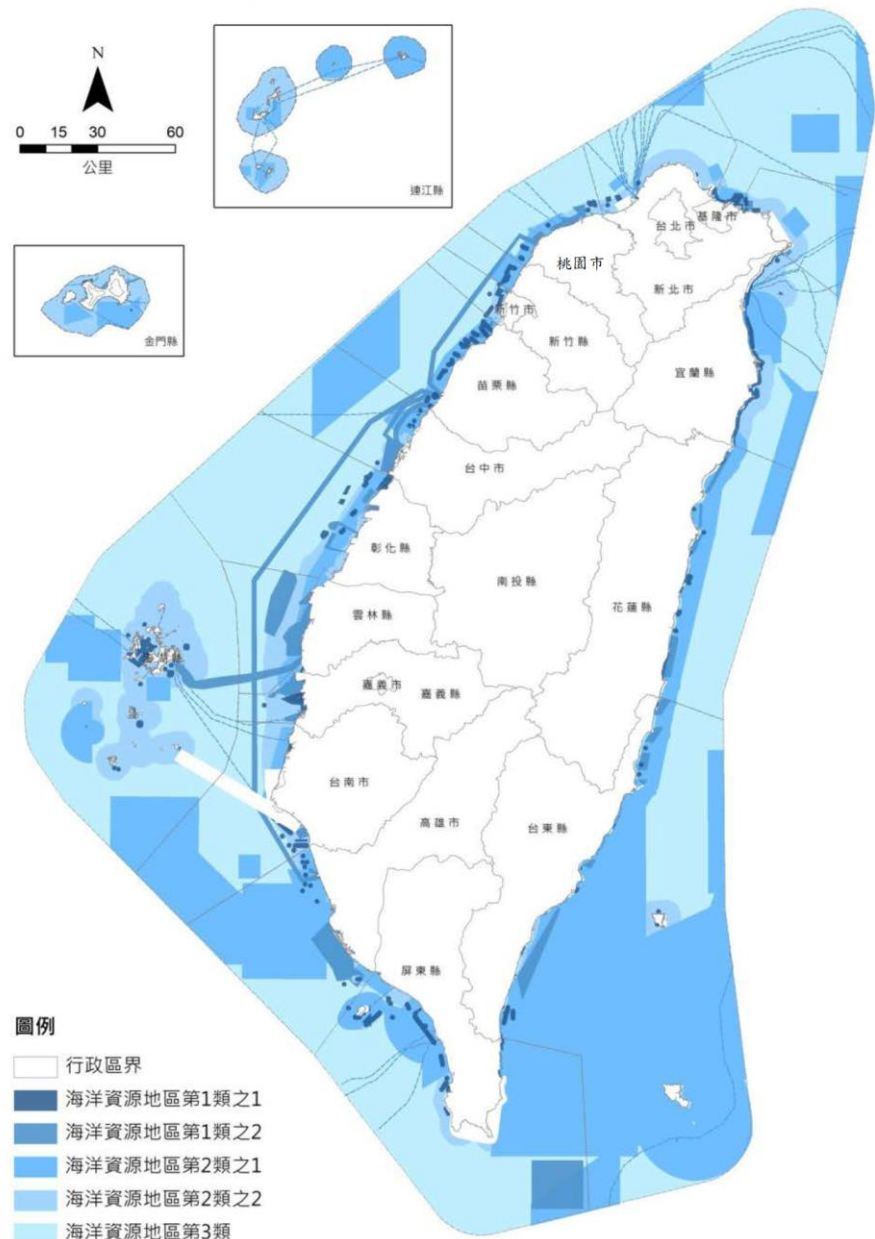 N
0 15 30 60
公里
連江縣
金門縣
基隆市
台北市
桃園市
新北市
新竹市
新竹縣
宜蘭縣
苗栗縣
台中市
彰化縣
南投縣
花蓮縣
雲林縣
嘉義市
嘉義縣
台南市
高雄市
台東縣
屏東縣
圖例
行政區界
海洋資源地區第1類之1
海洋資源地區第1類之2
海洋資源地區第2類之1
海洋資源地區第2類之2
海洋資源地區第3類